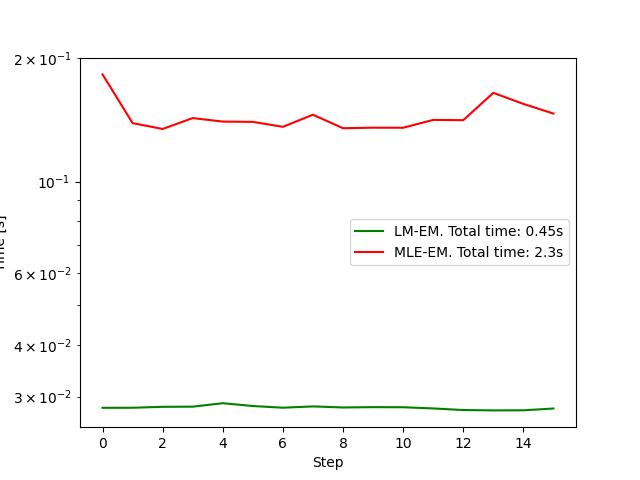 2 × 10⁻¹
10⁻¹
6 × 10⁻²
4 × 10⁻²
3 × 10⁻²
[s]
LM-EM. Total time: 0.45s
MLE-EM. Total time: 2.3s
0 2 4 6 8 10 12 14
Step